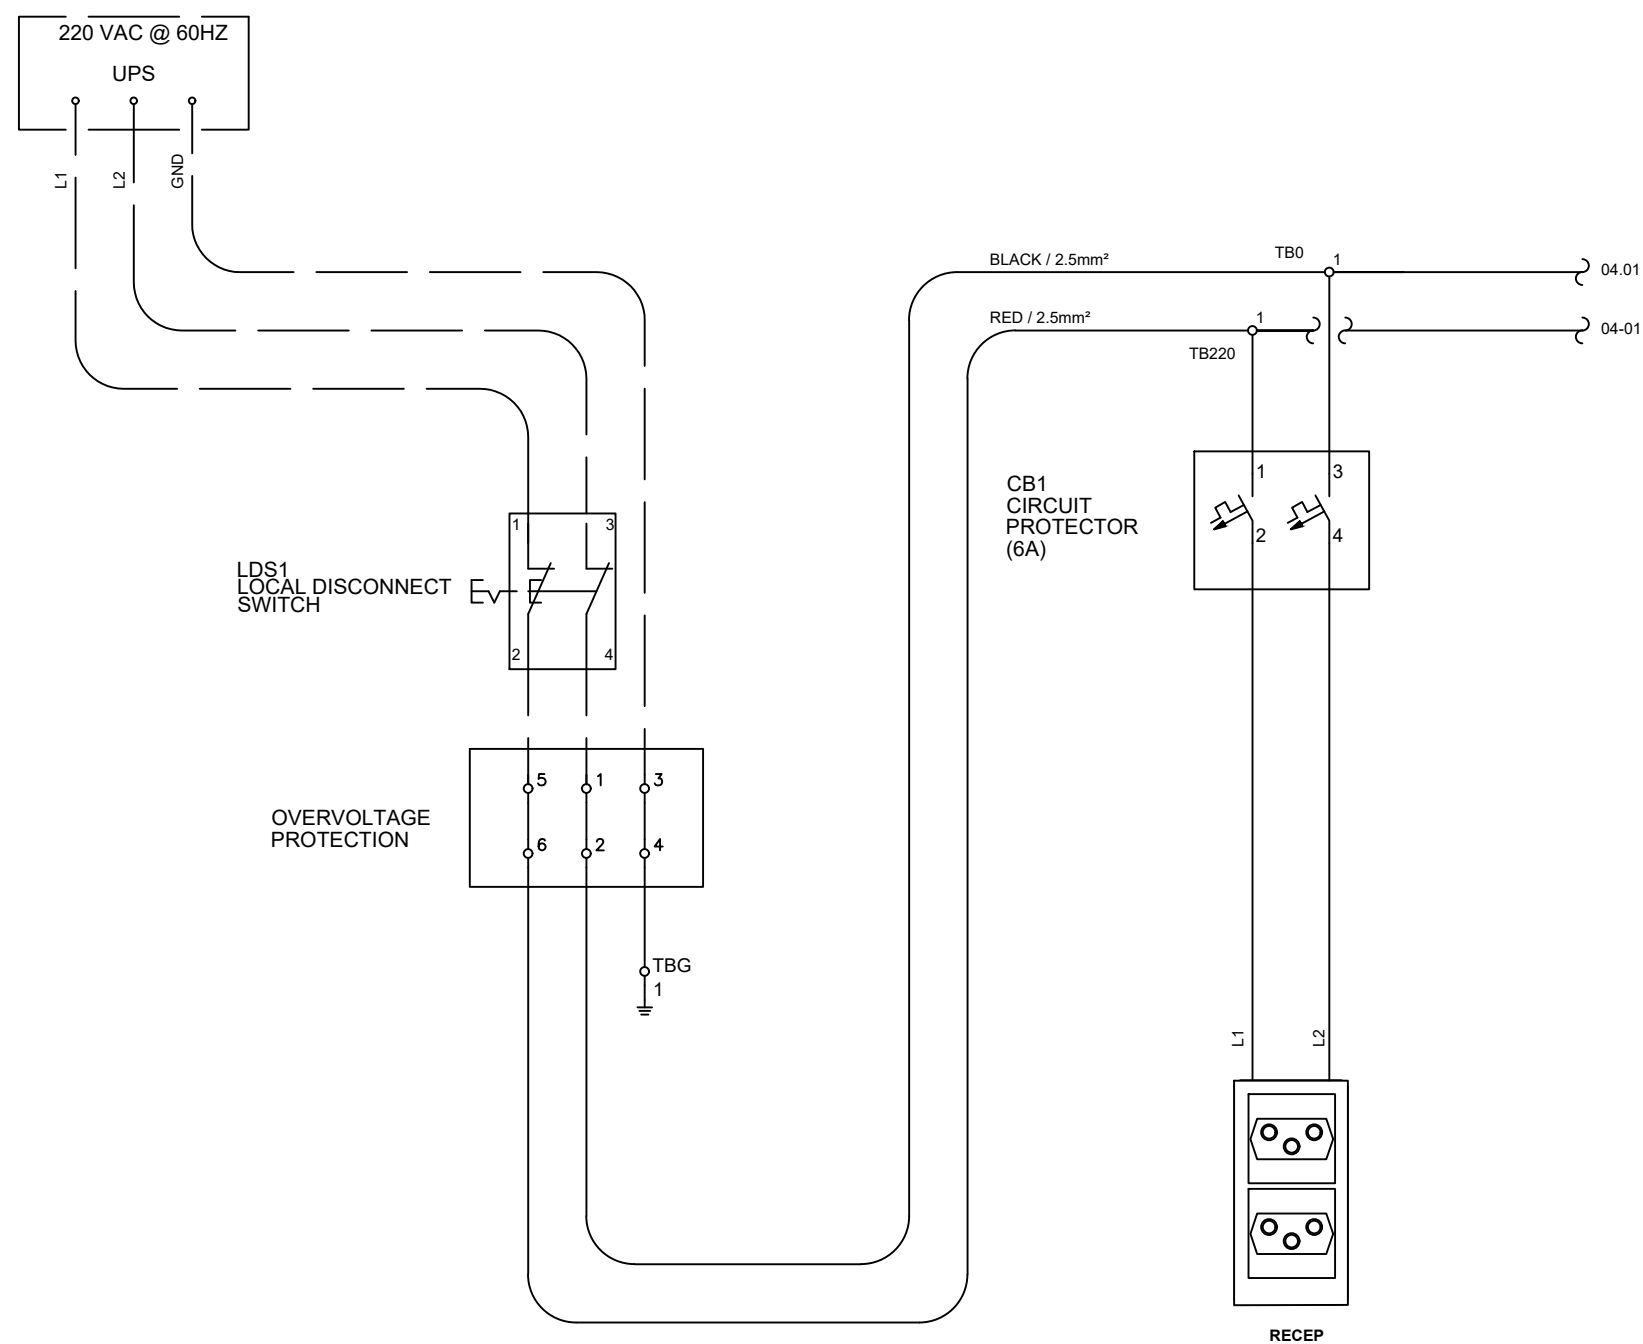 220 VAC @ 60HZ
UPS
L1
L2
GND
BLACK / 2.5mm²
TB0
1
04.01
RED / 2.5mm²
1
04-01
TB220
CB1
CIRCUIT
PROTECTOR
(6A)
1
3
2
4
1
3
LDS1
LOCAL DISCONNECT
SWITCH
2
4
5
1
3
OVERVOLTAGE
PROTECTION
6
2
4
TBG
1
L1
L2
RECEP